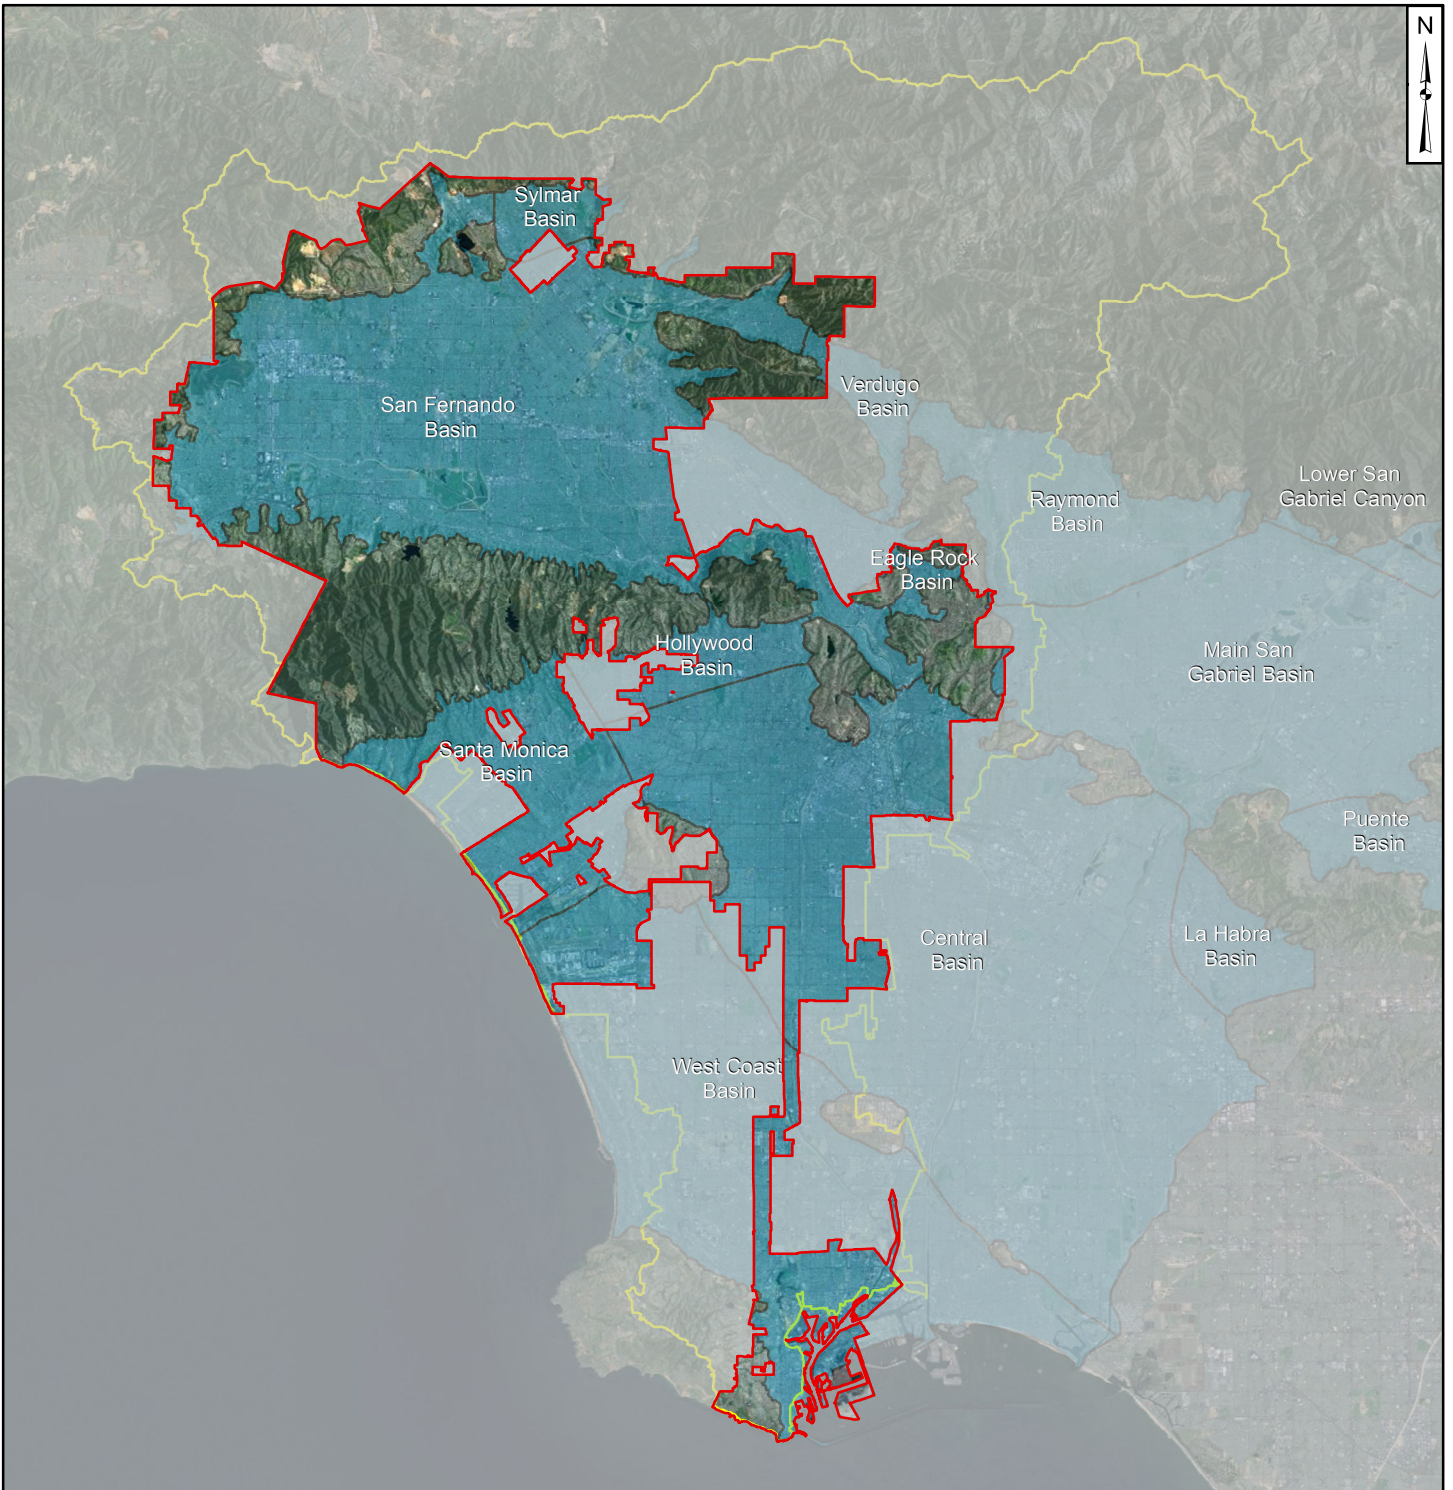 N
Sylmar
Basin
San Fernando
Basin
Verdugo
Basin
Lower San
Gabriel Canyon
Raymond
Basin
Eagle Rock
Basin
Hollywood
Basin
Main San
Gabriel Basin
Santa Monica
Basin
Puente
Basin
Central
Basin
La Habra
Basin
West Coast
Basin